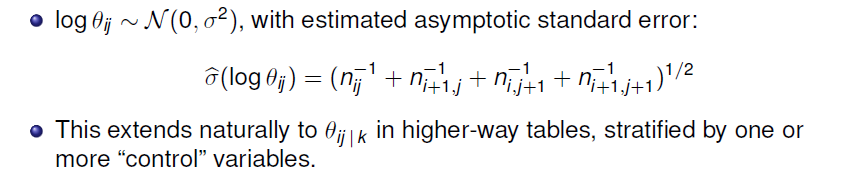 log θ_ij ~ N(0, σ²), with estimated asymptotic standard error:
σ̂(log θ_ij) = (n_ij^−1 + n_i+1,j^−1 + n_i,j+1^−1 + n_i+1,j+1^−1)^1/2
This extends naturally to θ_ij | k in higher-way tables, stratified by one or
more “control” variables.